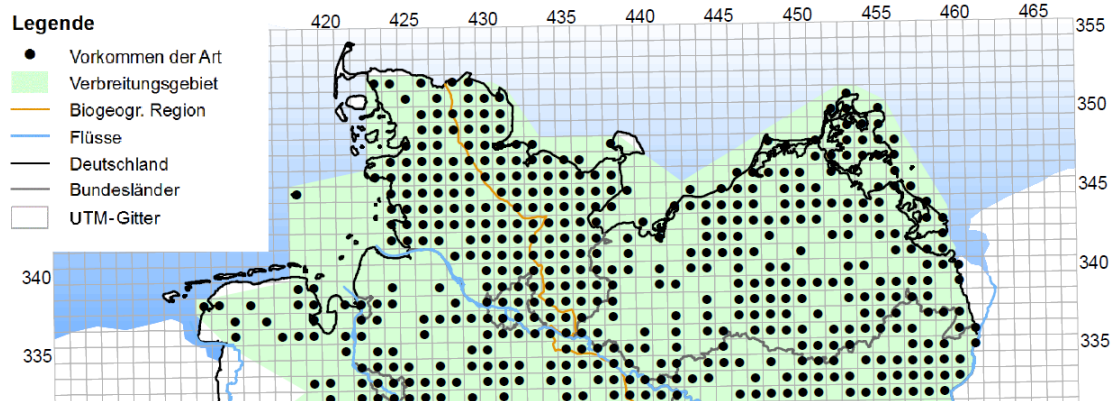 Legende
Vorkommen der Art
Verbreitungsgebiet
Biogeogr. Region
Flüsse
Deutschland
Bundesländer
UTM-Gitter
420 425 430 435 440 445 450 455 460 465
355
350
345
340 340
335 335